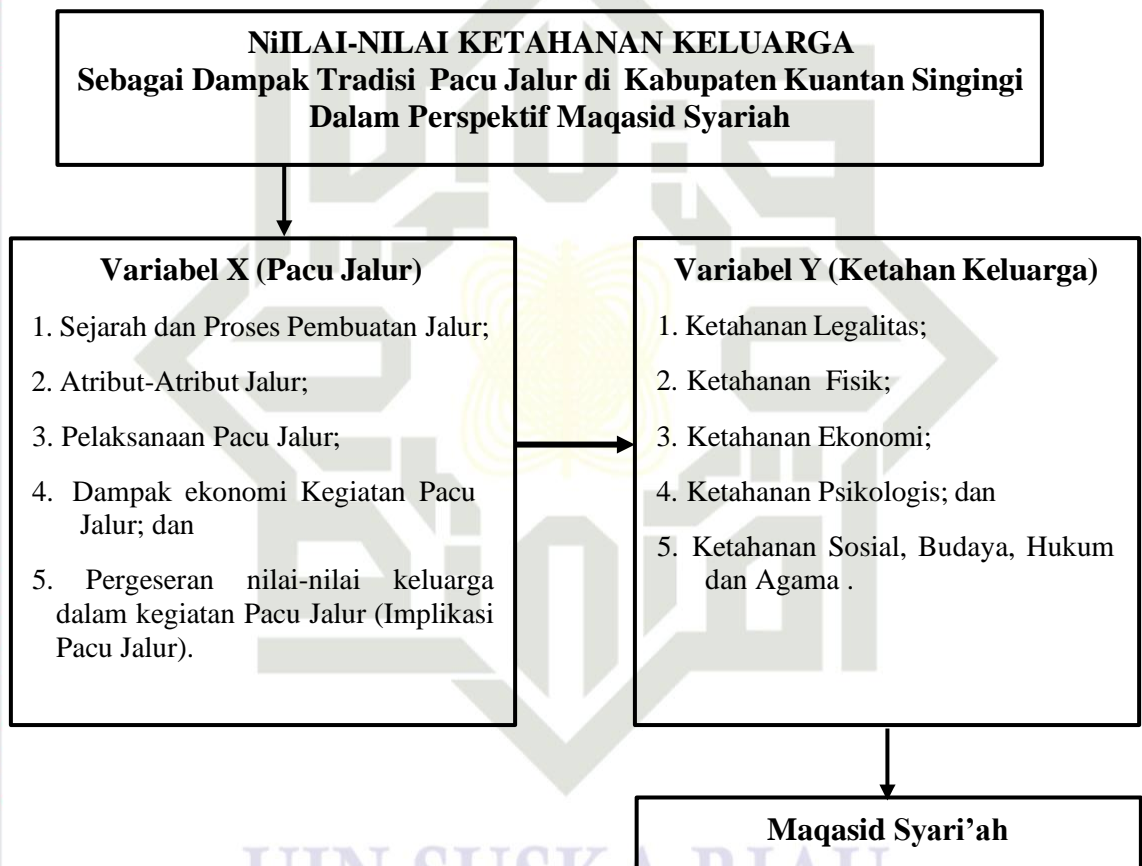 NiILAI-NILAI KETAHANAN KELUARGA
Sebagai Dampak Tradisi Pacu Jalur di Kabupaten Kuantan Singingi
Dalam Perspektif Maqasid Syariah
Variabel X (Pacu Jalur)
1. Sejarah dan Proses Pembuatan Jalur;
2. Atribut-Atribut Jalur;
3. Pelaksanaan Pacu Jalur;
4. Dampak ekonomi Kegiatan Pacu
Jalur; dan
5. Pergeseran nilai-nilai keluarga
dalam kegiatan Pacu Jalur (Implikasi
Pacu Jalur).
Variabel Y (Ketahan Keluarga)
1. Ketahanan Legalitas;
2. Ketahanan Fisik;
3. Ketahanan Ekonomi;
4. Ketahanan Psikologis; dan
5. Ketahanan Sosial, Budaya, Hukum
dan Agama .
Maqasid Syari’ah
UIN SUSKA RIAU